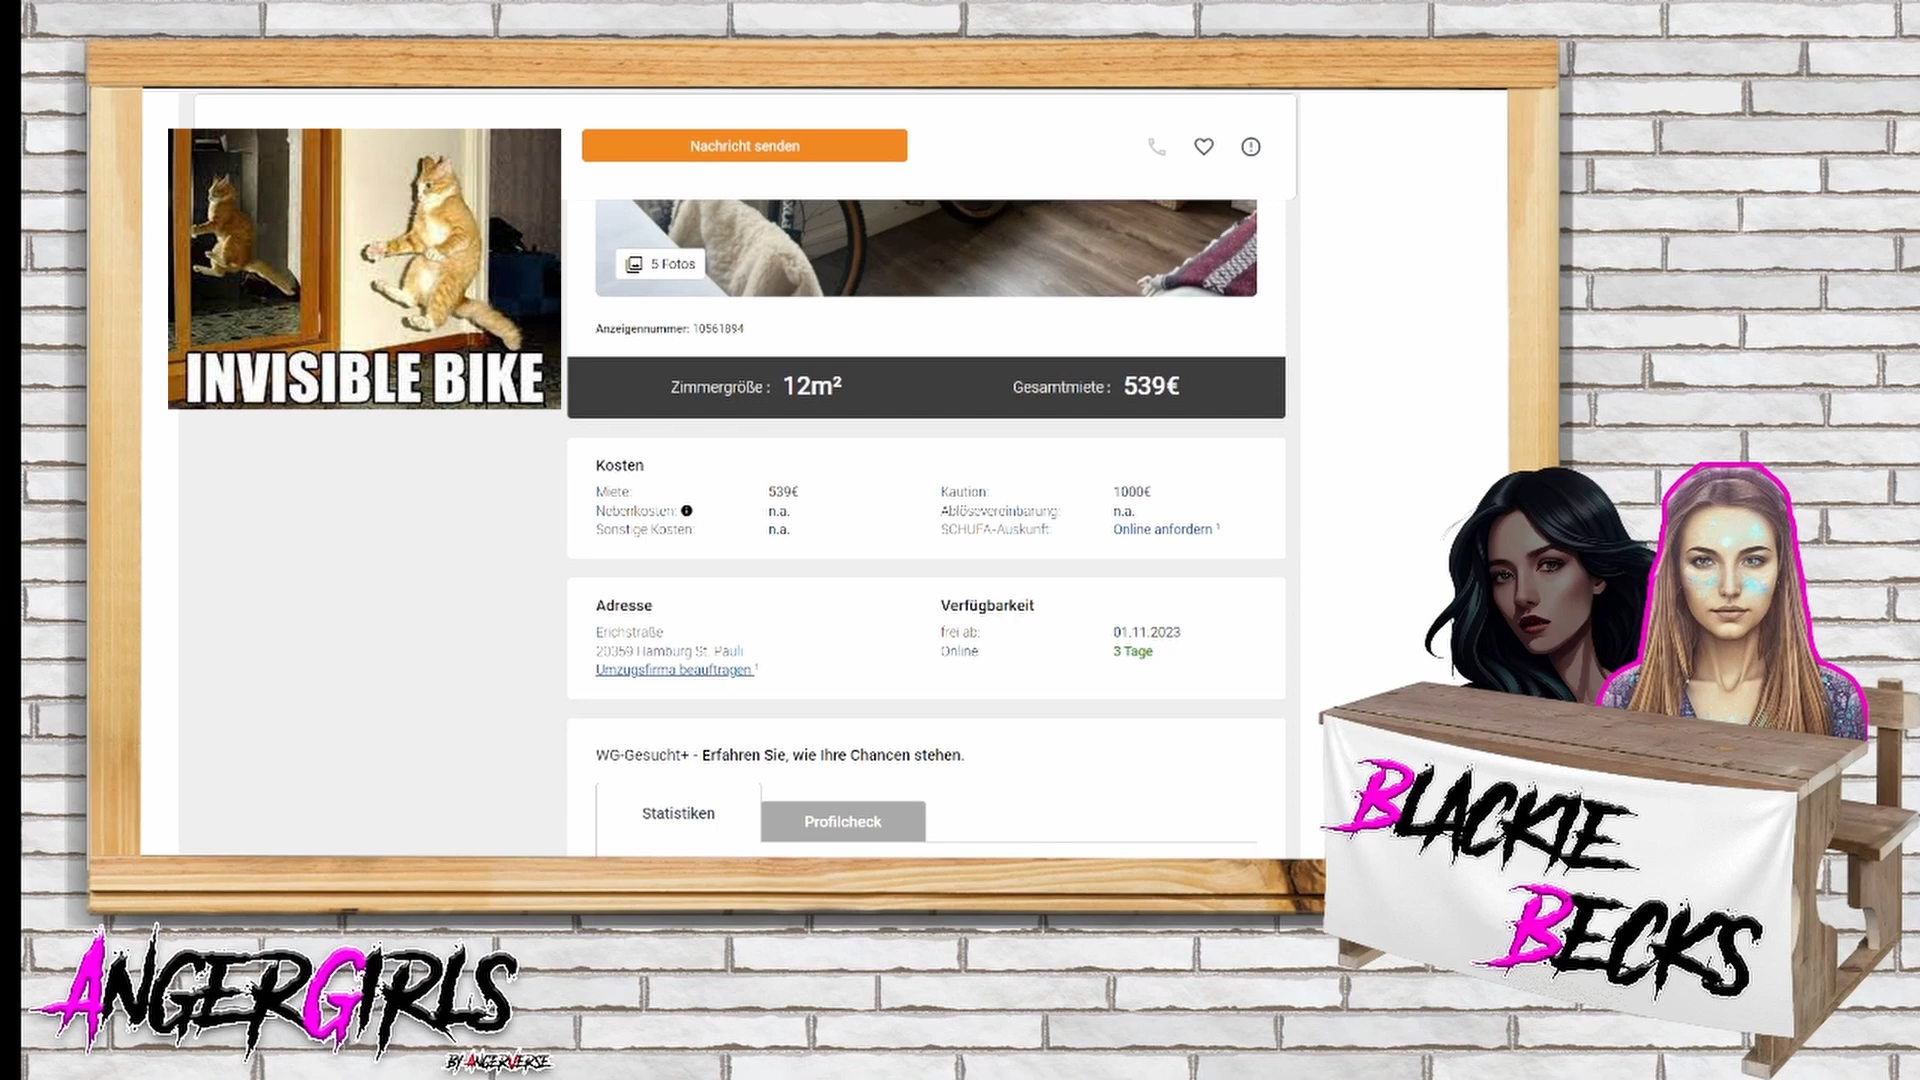 Nachricht senden
INVISIBLE BIKE
5 Fotos
Anzeigennummer: 10561894
Zimmergröße: 12m² Gesamtmiete: 539€
Kosten
Miete: 539€ Kaution: 1000€
Nebenkosten: n.a. Ablösevereinbarung: n.a.
Sonstige Kosten: n.a. SCHUFA-Auskunft: Online anfordern ¹
Adresse Verfügbarkeit
Erichstraße frei ab: 01.11.2023
20359 Hamburg St. Pauli Online 3 Tage
Umzugsfirma beauftragen ¹
WG-Gesucht+ - Erfahren Sie, wie Ihre Chancen stehen.
Statistiken Profilcheck
BLACKIE
BECKS
ANGERGIRLS
BY ANGERVERSE